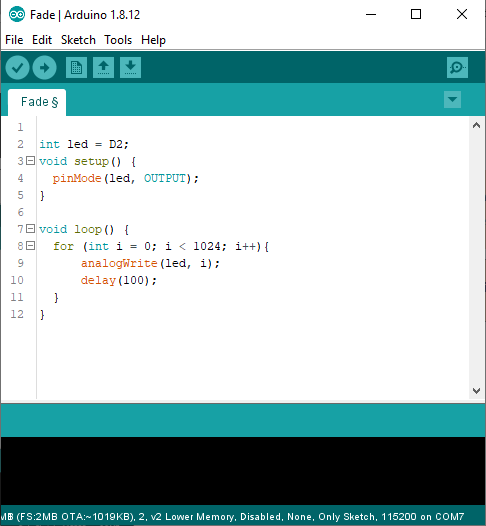 Fade | Arduino 1.8.12
File Edit Sketch Tools Help
Fade §
1
2 int led = D2;
3 void setup() {
4 pinMode(led, OUTPUT);
5 }
6
7 void loop() {
8 for (int i = 0; i < 1024; i++){
9 analogWrite(led, i);
10 delay(100);
11 }
12 }
(FS:2MB OTA:~1019KB), 2, v2 Lower Memory, Disabled, None, Only Sketch, 115200 on COM7